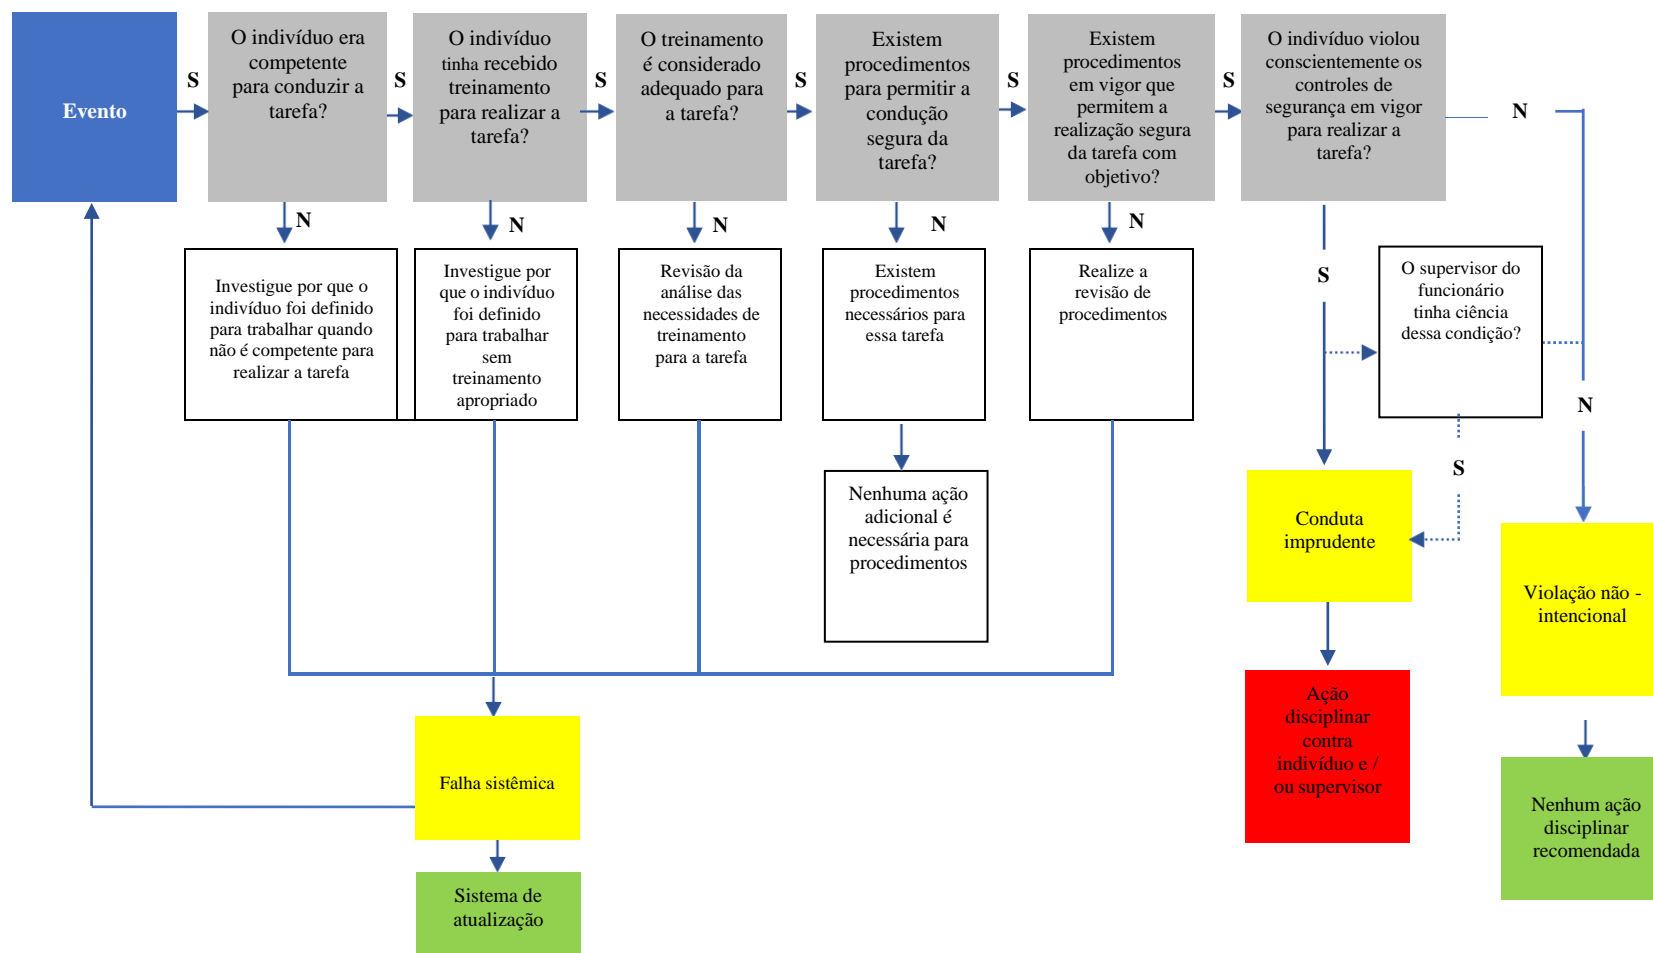 Evento
S
O indivíduo era
competente
para conduzir a
tarefa?
S
O indivíduo
tinha recebido
treinamento
para realizar a
tarefa?
S
O treinamento
é considerado
adequado para
a tarefa?
S
Existem
procedimentos
para permitir a
condução
segura da
tarefa?
S
Existem
procedimentos
em vigor que
permitem a
realização segura
da tarefa com
objetivo?
S
O indivíduo violou
conscientemente os
controles de
segurança em vigor
para realizar a
tarefa?
N
N
N
N
N
N
Investigue por que o
indivíduo foi definido
para trabalhar quando
não é competente para
realizar a tarefa
Investigue por
que o indivíduo
foi definido
para trabalhar
sem
treinamento
apropriado
Revisão da
análise das
necessidades de
treinamento
para a tarefa
Existem
procedimentos
necessários para
essa tarefa
Realize a
revisão de
procedimentos
S
O supervisor do
funcionário
tinha ciência
dessa condição?
N
S
Nenhuma ação
adicional é
necessária para
procedimentos
Conduta
imprudente
Violação não -
intencional
Ação
disciplinar
contra
indivíduo e /
ou supervisor
Falha sistêmica
Nenhum ação
disciplinar
recomendada
Sistema de
atualização